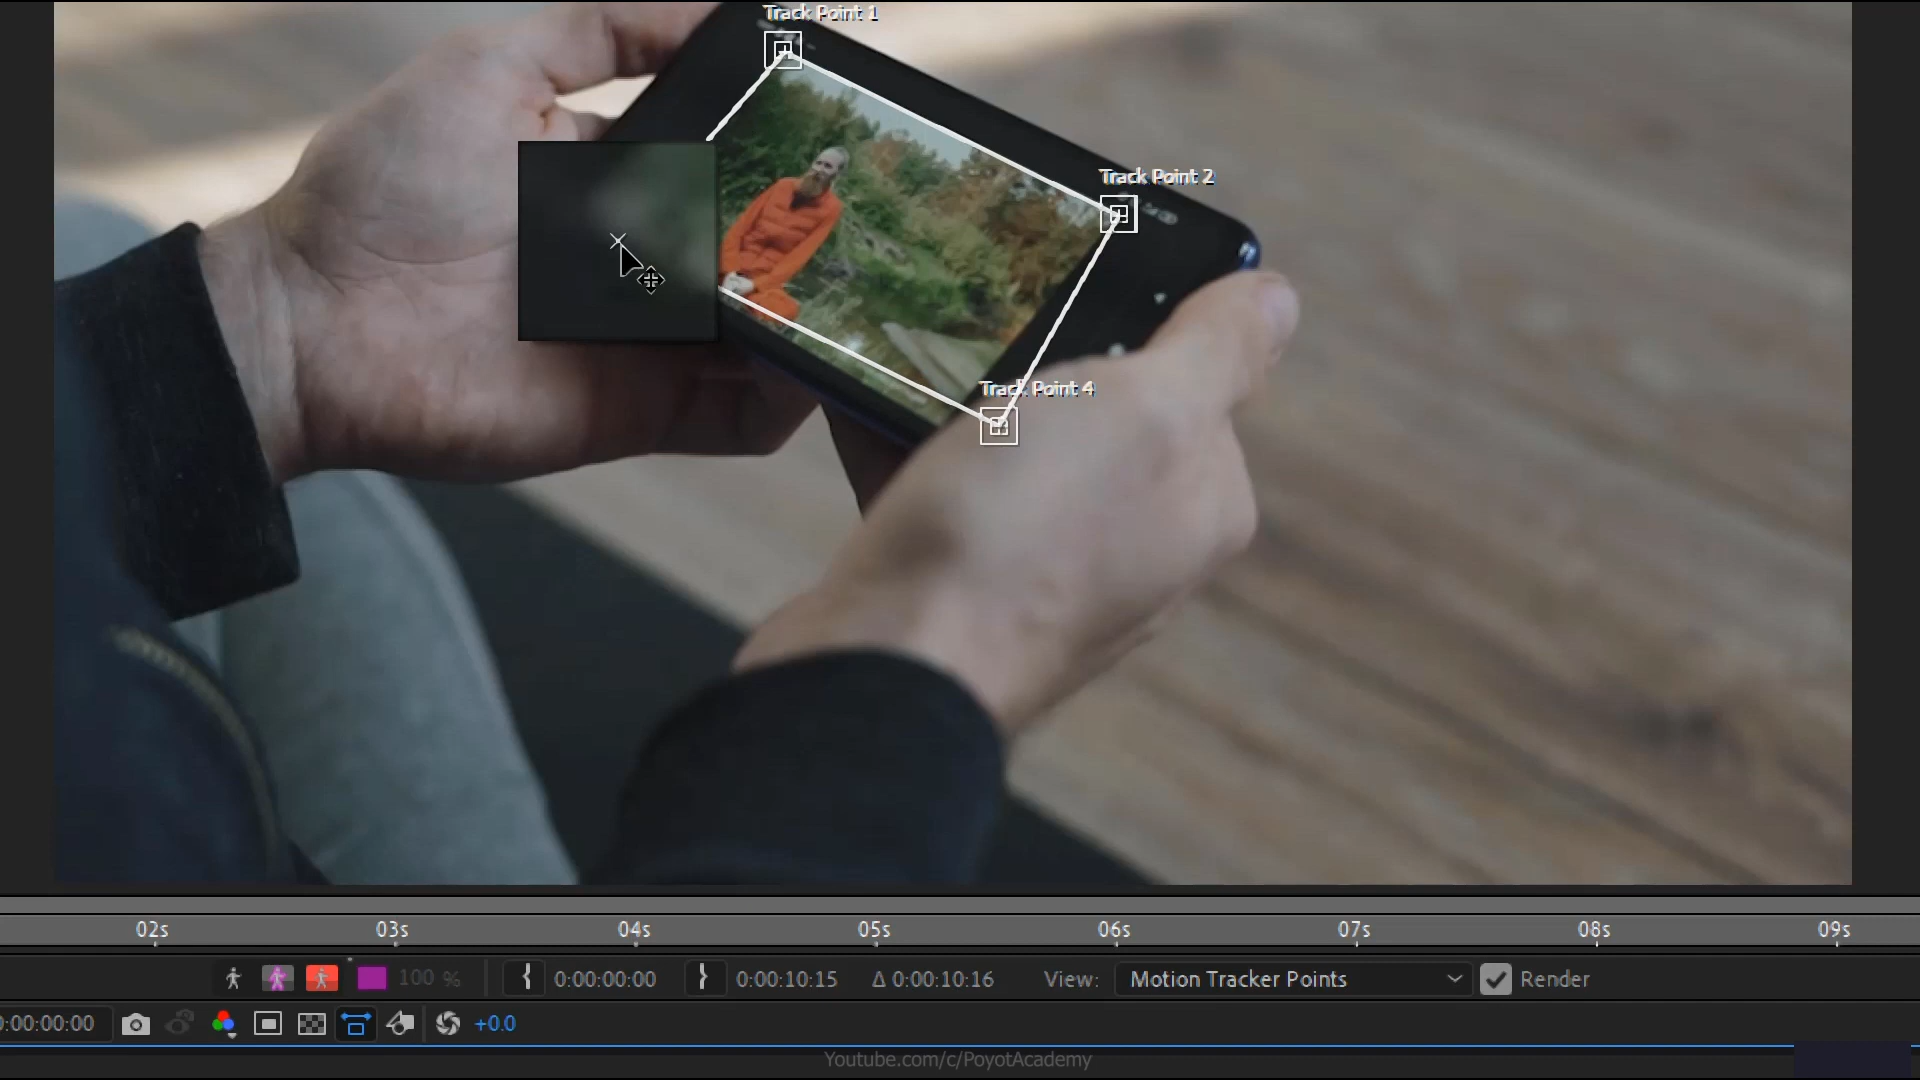 Track Point 1
Track Point 2
Track Point 4
02s 03s 04s 05s 06s 07s 08s 09s
100 % { 0:00:00:00 } 0:00:10:15 Δ 0:00:10:16 View: Motion Tracker Points Render
0:00:00:00 +0.0
Youtube.com/c/PoyotAcademy